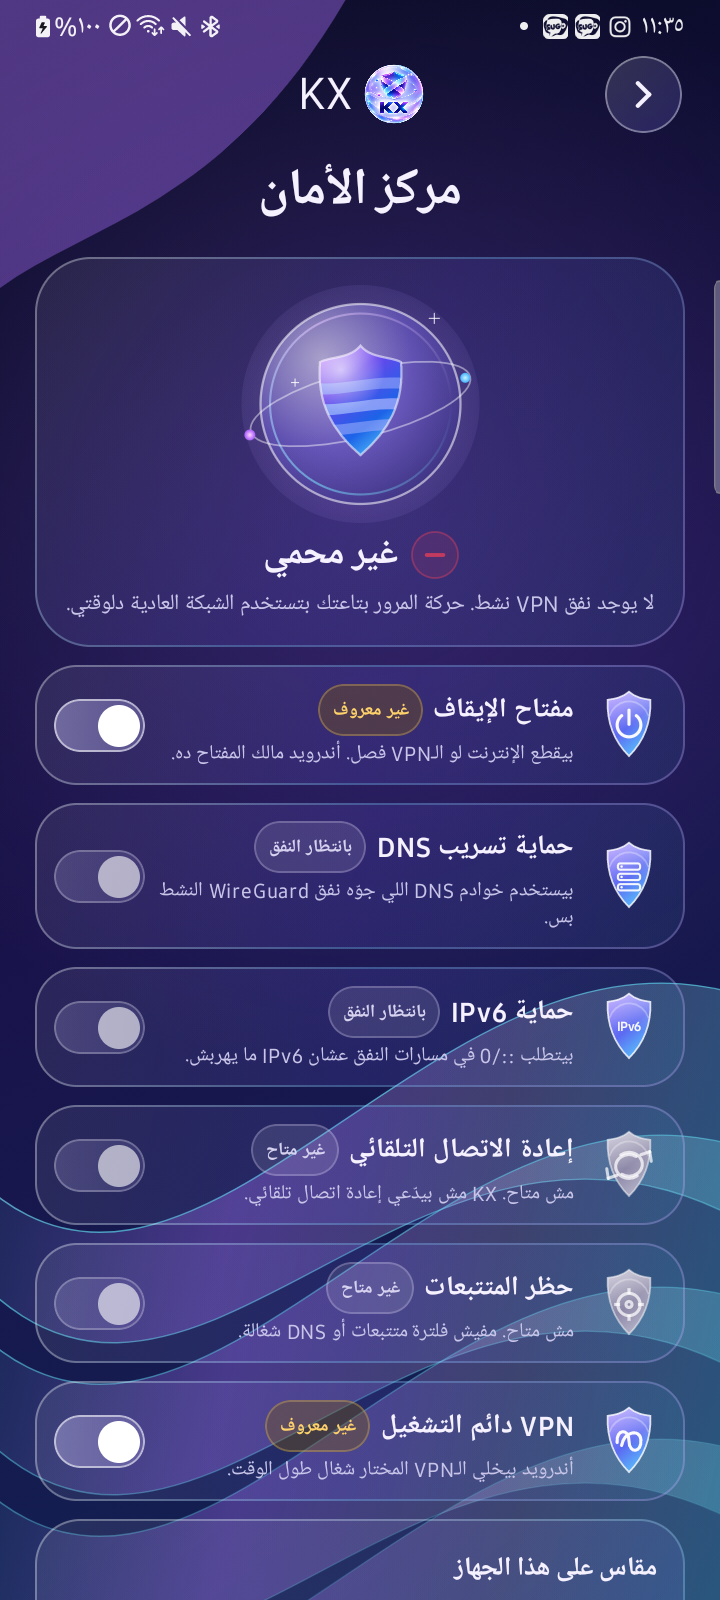 ١١:٣٥
%١٠٠
KX
KX
مركز الأمان
غير محمي
لا يوجد نفق VPN نشط. حركة المرور بتاعتك بتستخدم الشبكة العادية دلوقتي.
مفتاح الإيقاف غير معروف
بيقطع الإنترنت لو الـVPN فصل. أندرويد مالك المفتاح ده.
حماية تسريب DNS بانتظار النفق
بيستخدم خوادم DNS اللي جوّه نفق WireGuard النشط
بس.
حماية IPv6 بانتظار النفق
IPv6
بيتطلب ::/0 في مسارات النفق عشان IPv6 ما يهربش.
إعادة الاتصال التلقائي غير متاح
مش متاح. KX مش بيدّعي إعادة اتصال تلقائي.
حظر المتتبعات غير متاح
مش متاح. مفيش فلترة متتبعات أو DNS شغالة.
VPN دائم التشغيل غير معروف
أندرويد بيخلي الـVPN المختار شغال طول الوقت.
مقاس على هذا الجهاز